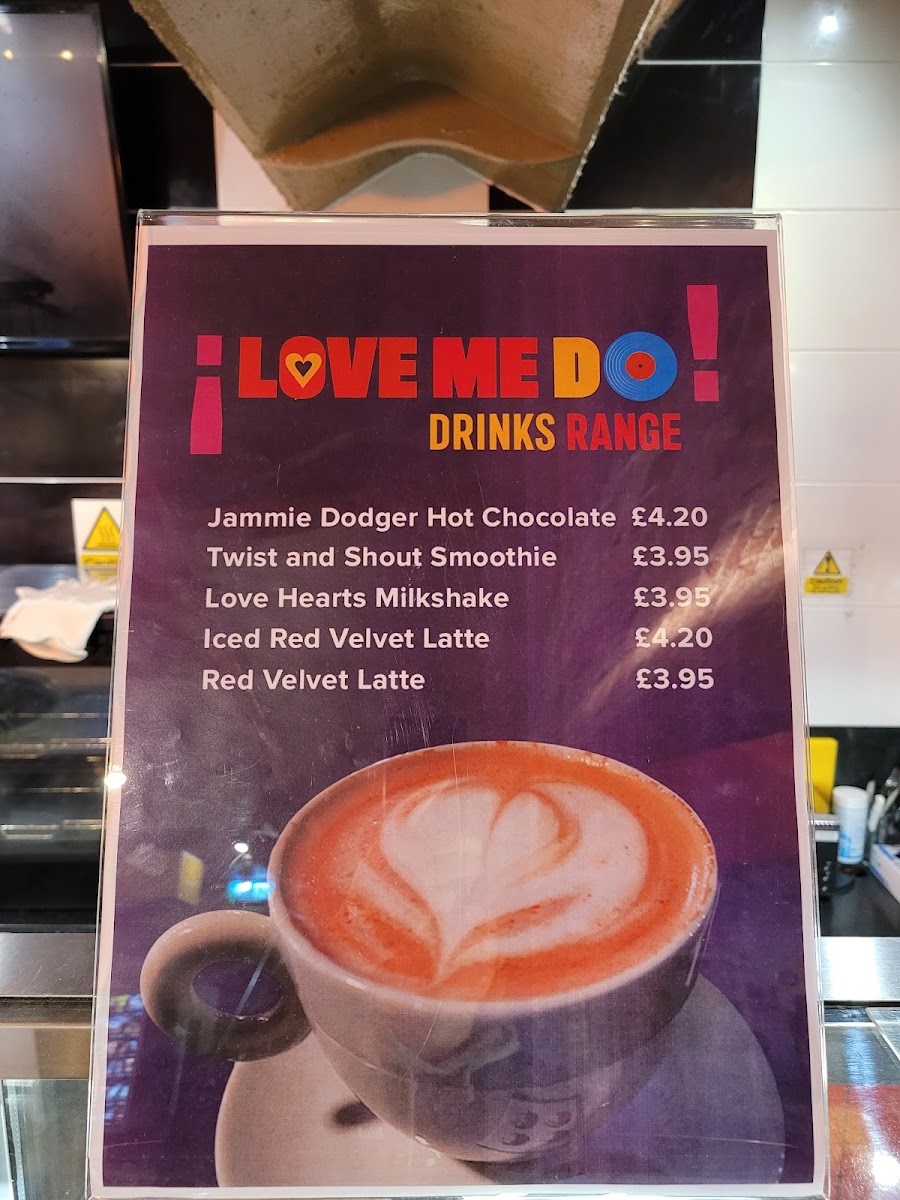 ¡LOVE ME DO!
DRINKS RANGE
Jammie Dodger Hot Chocolate £4.20
Twist and Shout Smoothie £3.95
Love Hearts Milkshake £3.95
Iced Red Velvet Latte £4.20
Red Velvet Latte £3.95
Caution